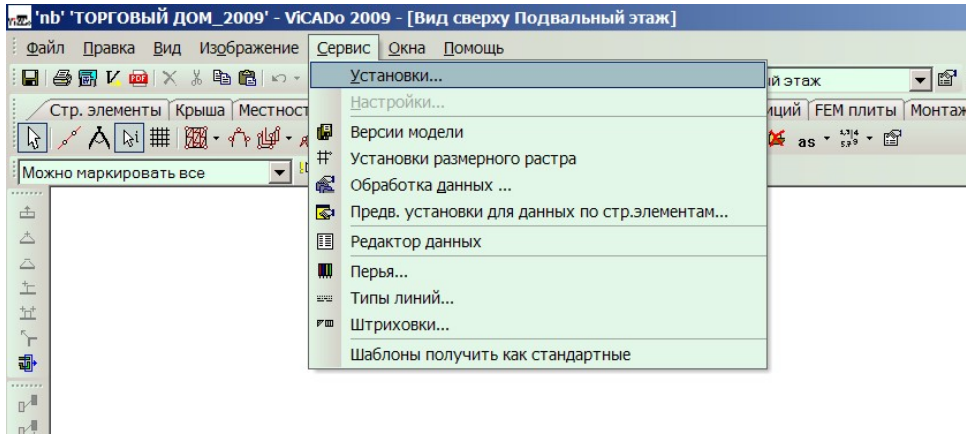 'nb' 'ТОРГОВЫЙ ДОМ_2009' - ViCADo 2009 - [Вид сверху Подвальный этаж]
Файл Правка Вид Изображение Сервис Окна Помощь
Установки...
ый этаж
Настройки...
Стр. элементы Крыша Местност
иций FEM плиты Монтаж
Версии модели
as
Установки размерного растра
Можно маркировать все
Обработка данных ...
Предв. установки для данных по стр.элементам...
Редактор данных
Перья...
Типы линий...
Штриховки...
Шаблоны получить как стандартные